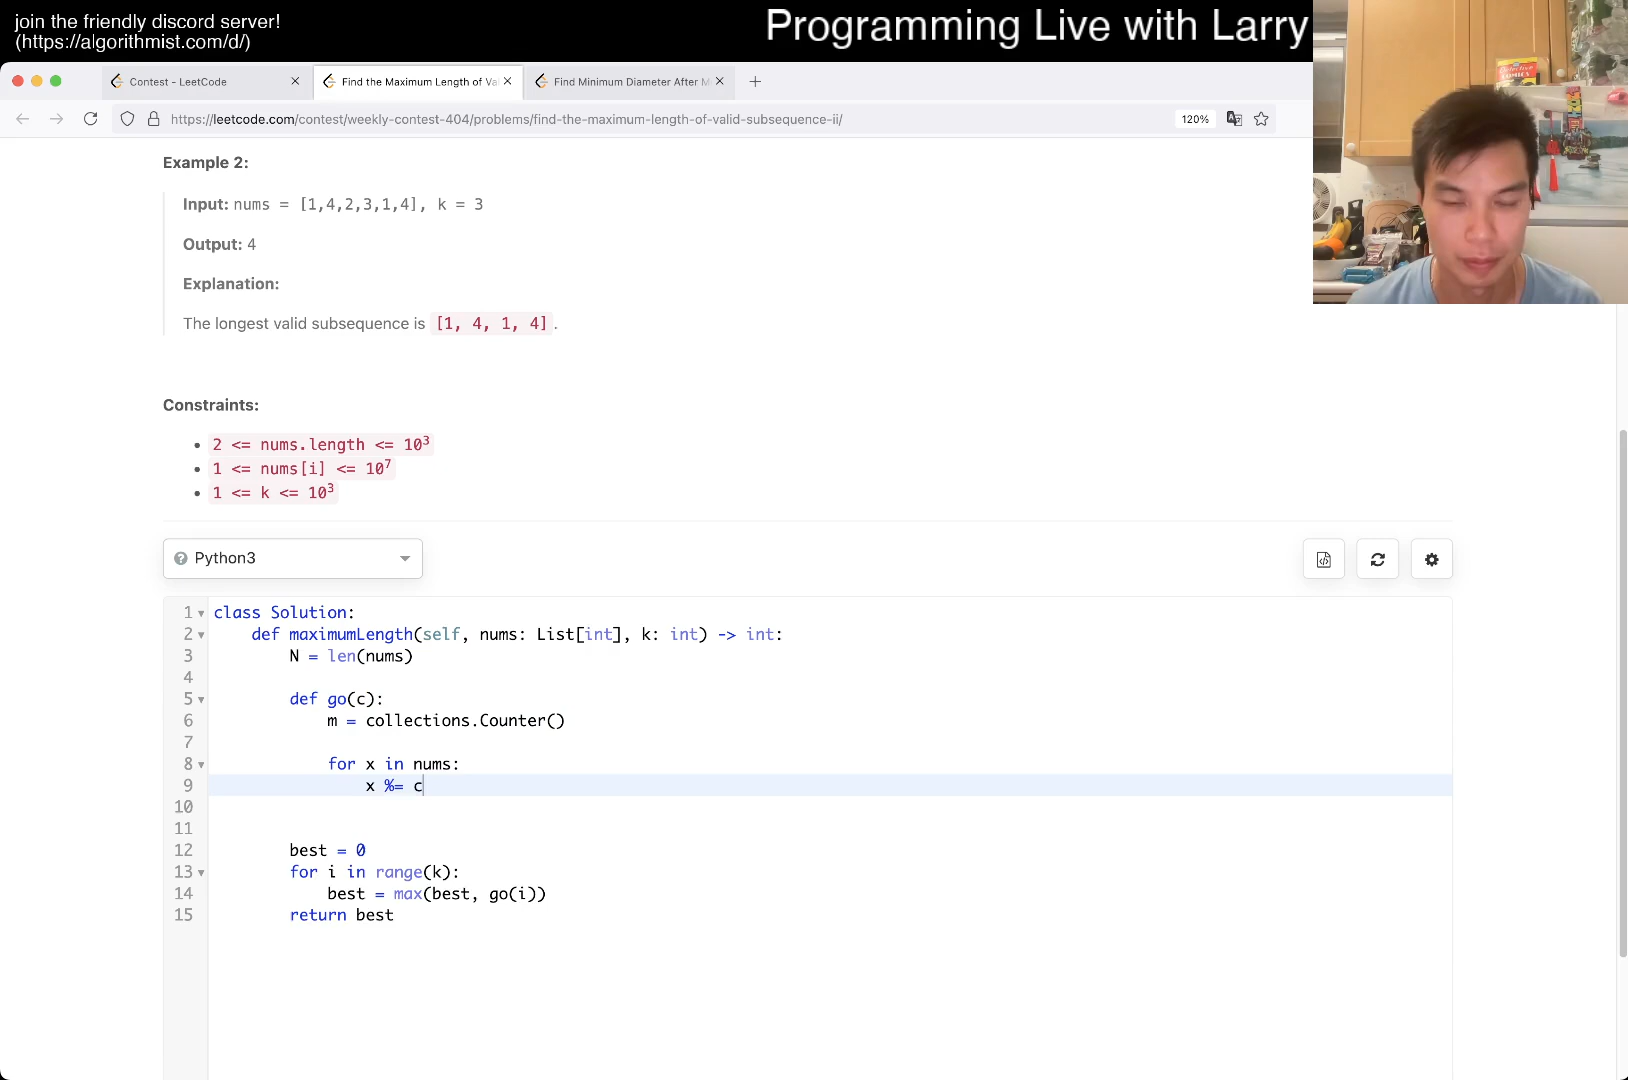 join the friendly discord server!
(https://algorithmist.com/d/)
Programming Live with Larry
Contest - LeetCode
Find the Maximum Length of Va
Find Minimum Diameter After M
https://leetcode.com/contest/weekly-contest-404/problems/find-the-maximum-length-of-valid-subsequence-ii/
120%
Example 2:
Input: nums = [1,4,2,3,1,4], k = 3
Output: 4
Explanation:
The longest valid subsequence is [1, 4, 1, 4].
Constraints:
2 <= nums.length <= 10³
1 <= nums[i] <= 10⁷
1 <= k <= 10³
Python3
1 class Solution:
2 def maximumLength(self, nums: List[int], k: int) -> int:
3 N = len(nums)
4
5 def go(c):
6 m = collections.Counter()
7
8 for x in nums:
9 x %= c
10
11
12 best = 0
13 for i in range(k):
14 best = max(best, go(i))
15 return best